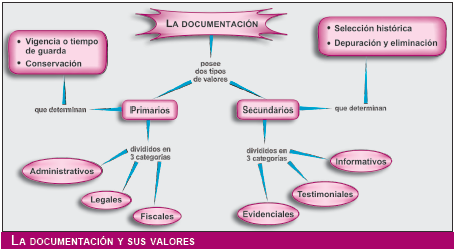 LA DOCUMENTACIÓN
• Vigencia o tiempo
de guarda
• Conservación
• Selección histórica
• Depuración y eliminación
posee
dos tipos
de valores
que determinan
Primarios
Secundarios
que determinan
divididos en
3 categorías
divididos en
3 categorías
Administrativos
Legales
Fiscales
Informativos
Testimoniales
Evidenciales
LA DOCUMENTACIÓN Y SUS VALORES